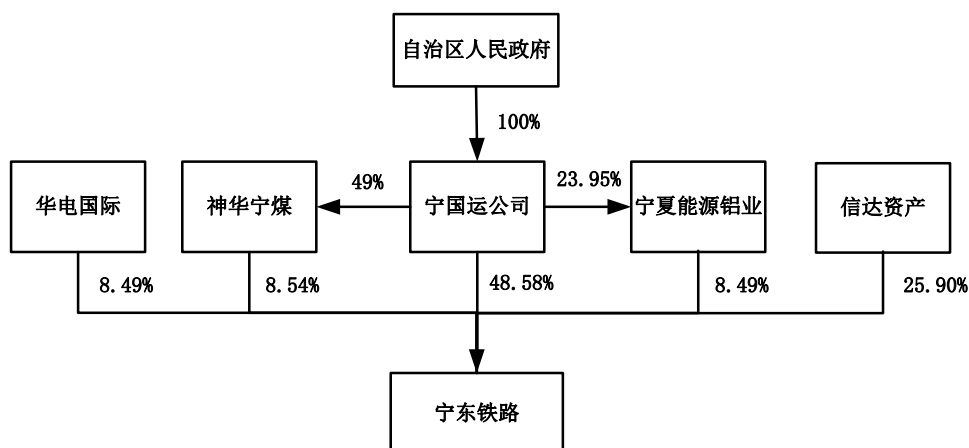 自治区人民政府
100%
华电国际
神华宁煤
49%
宁国运公司
23.95%
宁夏能源铝业
信达资产
8.49%
8.54%
48.58%
8.49%
25.90%
宁东铁路